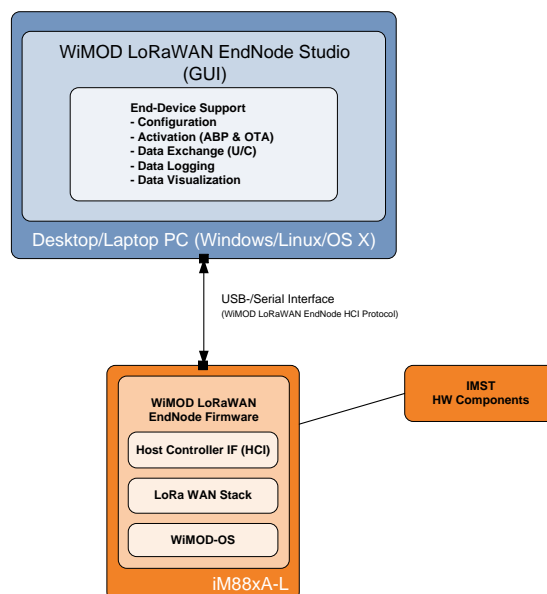 WiMOD LoRaWAN EndNode Studio
(GUI)
End-Device Support
- Configuration
- Activation (ABP & OTA)
- Data Exchange (U/C)
- Data Logging
- Data Visualization
Desktop/Laptop PC (Windows/Linux/OS X)
USB-/Serial Interface
(WiMOD LoRaWAN EndNode HCI Protocol)
WiMOD LoRaWAN
EndNode Firmware
Host Controller IF (HCI)
LoRa WAN Stack
WiMOD-OS
iM88xA-L
IMST
HW Components